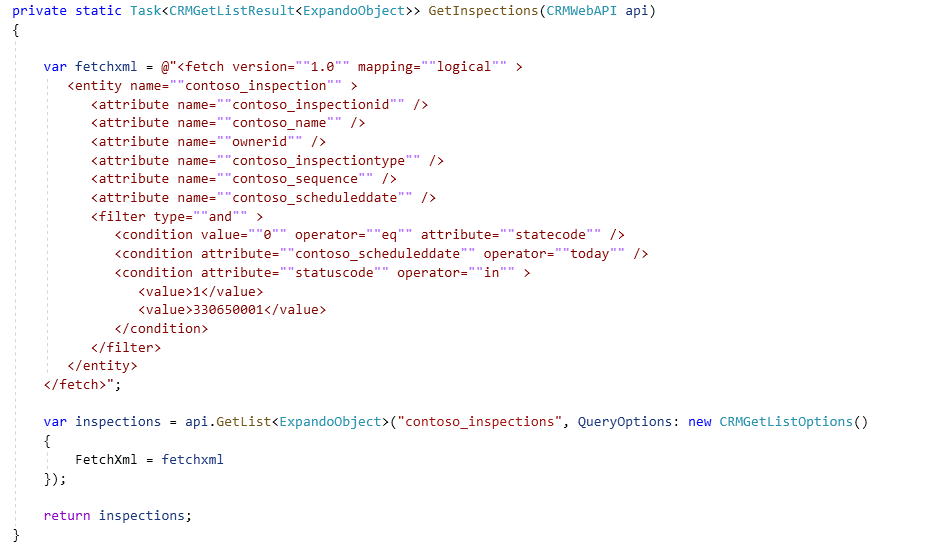 private static Task<CRMGetListResult<ExpandoObject>> GetInspections(CRMWebAPI api)
{
var fetchxml = @"<fetch version=""1.0"" mapping=""logical"" >
<entity name=""contoso_inspection"" >
<attribute name=""contoso_inspectionid"" />
<attribute name=""contoso_name"" />
<attribute name=""ownerid"" />
<attribute name=""contoso_inspectiontype"" />
<attribute name=""contoso_sequence"" />
<attribute name=""contoso_scheduleddate"" />
<filter type=""and"" >
<condition value=""0"" operator=""eq"" attribute=""statecode"" />
<condition attribute=""contoso_scheduleddate"" operator=""today"" />
<condition attribute=""statuscode"" operator=""in"" >
<value>1</value>
<value>330650001</value>
</condition>
</filter>
</entity>
</fetch>";
var inspections = api.GetList<ExpandoObject>("contoso_inspections", QueryOptions: new CRMGetListOptions()
{
FetchXml = fetchxml
});
return inspections;
}